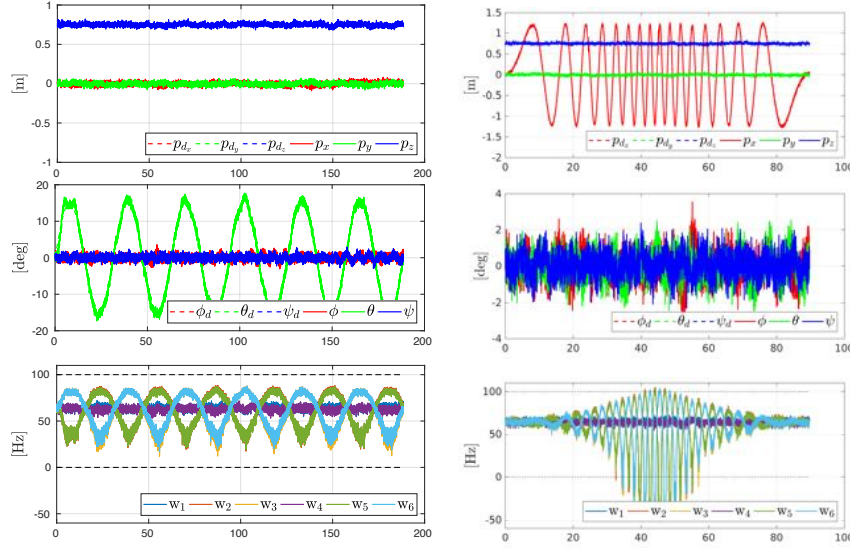 1
0.5
0
-0.5
-1
[m]
0 50 100 150 200
p_{d_x} p_{d_y} p_{d_z} p_x p_y p_z
1.5
1
0.5
0
-0.5
-1
-1.5
-2
[m]
0 20 40 60 80 100
p_{d_x} p_{d_y} p_{d_z} p_x p_y p_z
20
10
0
-10
-20
[deg]
0 50 100 150 200
ϕ_d θ_d ψ_d ϕ θ ψ
4
2
0
-2
-4
[deg]
0 20 40 60 80 100
ϕ_d θ_d ψ_d ϕ θ ψ
100
50
0
-50
[Hz]
0 50 100 150 200
w_1 w_2 w_3 w_4 w_5 w_6
100
50
0
-50
[Hz]
0 20 40 60 80 100
w_1 w_2 w_3 w_4 w_5 w_6